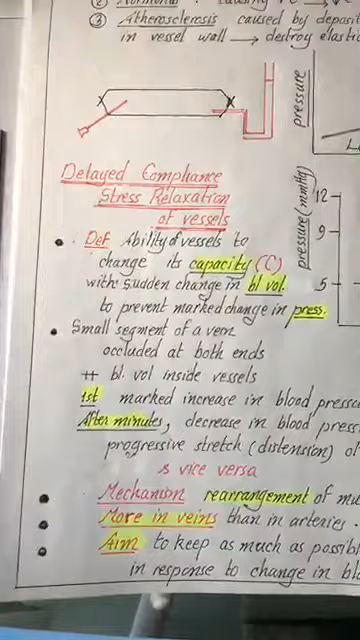 ③ Atherosclerosis caused by deposi
in vessel wall → destroy elastic
pressure
Delayed Compliance
Stress Relaxation
of vessels
pressure (mmHg)
12
9
5
• Def Ability of vessels to
change its capacity (C)
with sudden change in bl vol.
to prevent marked change in press.
• Small segment of a vein
occluded at both ends
++ bl. vol inside vessels
1st marked increase in blood pressu
After minutes, decrease in blood press
progressive stretch (distension) of
& vice versa
• Mechanism rearrangement of mu
• More in veins than in arteries.
• Aim to keep as much as possibl
in response to change in bl